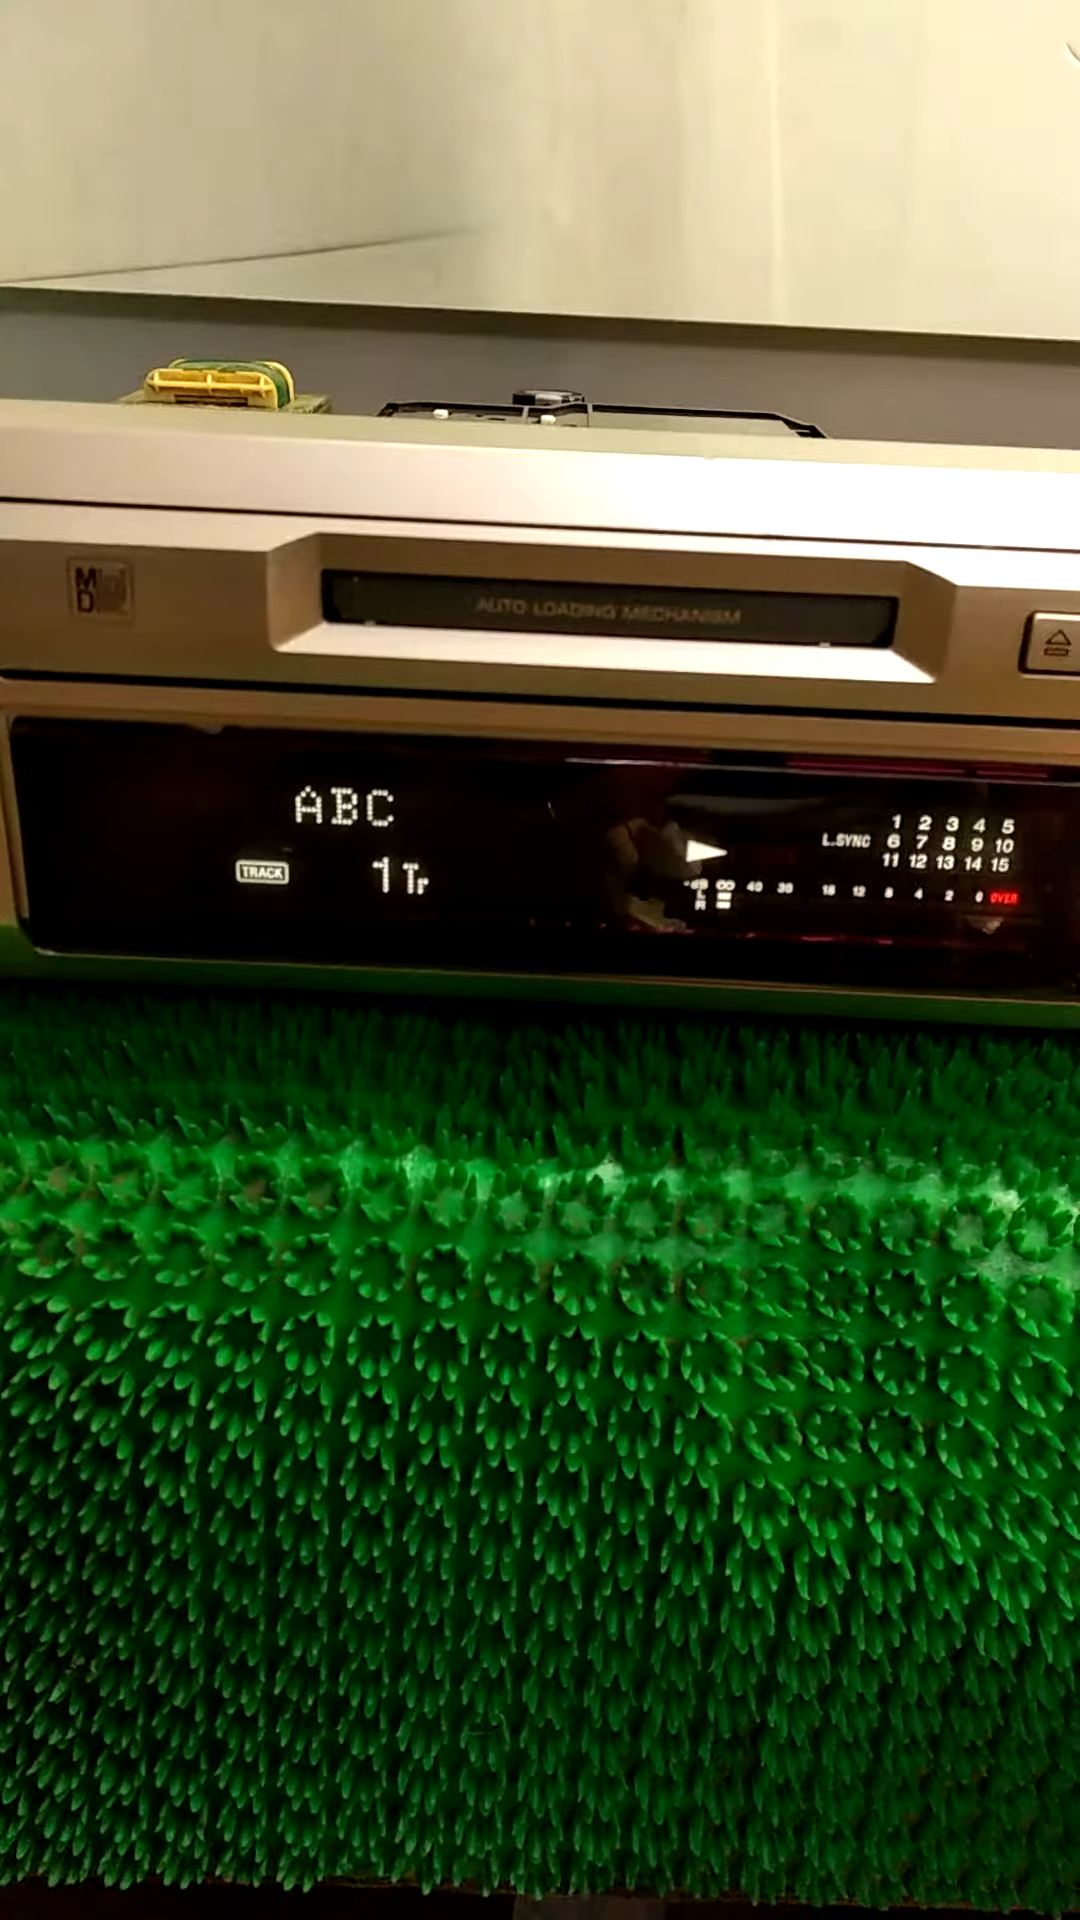 MD
AUTO LOADING MECHANISM
ABC
TRACK 1Tr
L.SYNC
1 2 3 4 5
6 7 8 9 10
11 12 13 14 15
-dB ∞ 40 30 18 12 8 4 2 0 OVER
L
R